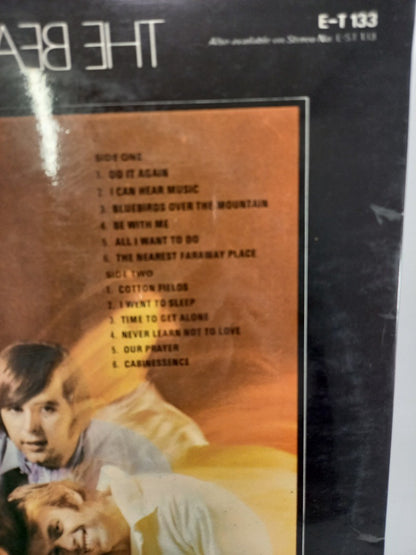 E-T 133
Also available on Stereo No. E-ST 133
THE BEA
SIDE ONE
1. DO IT AGAIN
2. I CAN HEAR MUSIC
3. BLUEBIRDS OVER THE MOUNTAIN
4. BE WITH ME
5. ALL I WANT TO DO
6. THE NEAREST FARAWAY PLACE
SIDE TWO
1. COTTON FIELDS
2. I WENT TO SLEEP
3. TIME TO GET ALONE
4. NEVER LEARN NOT TO LOVE
5. OUR PRAYER
6. CABINESSENCE